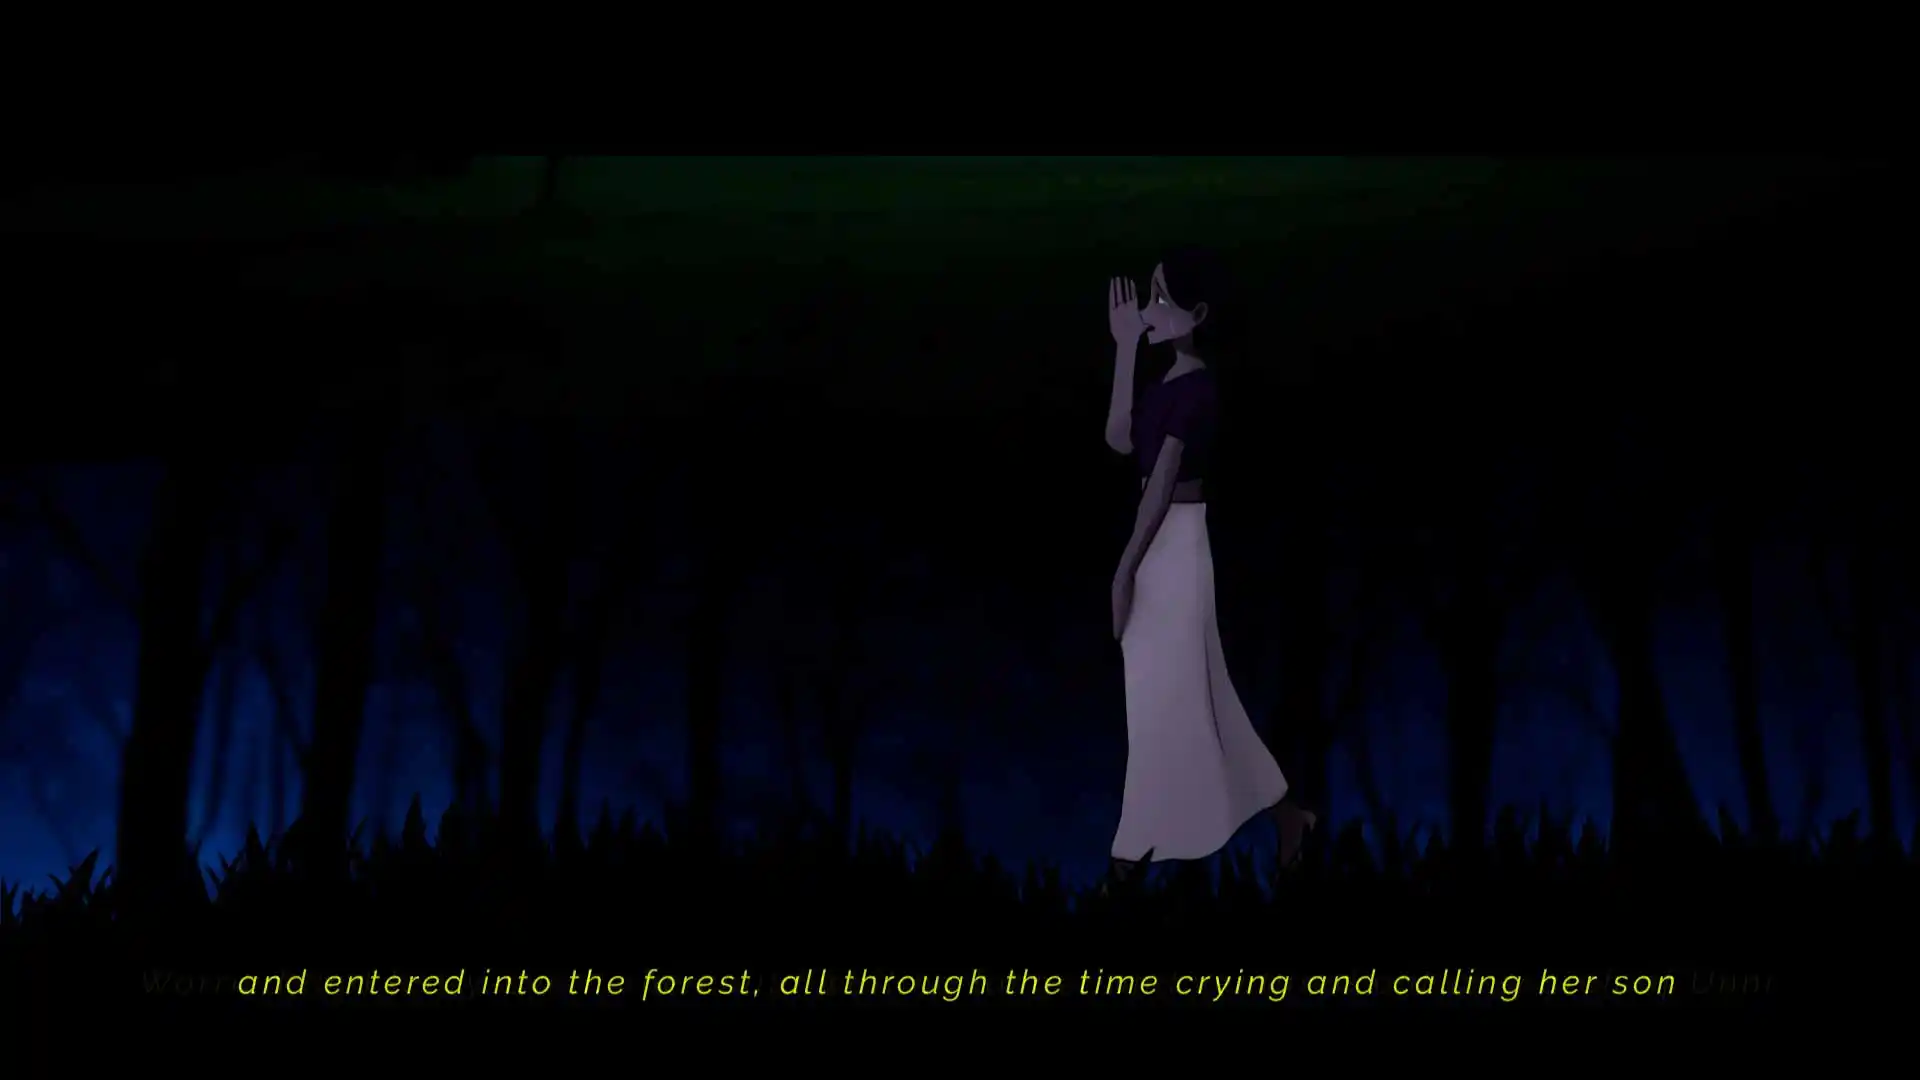 and entered into the forest, all through the time crying and calling her son